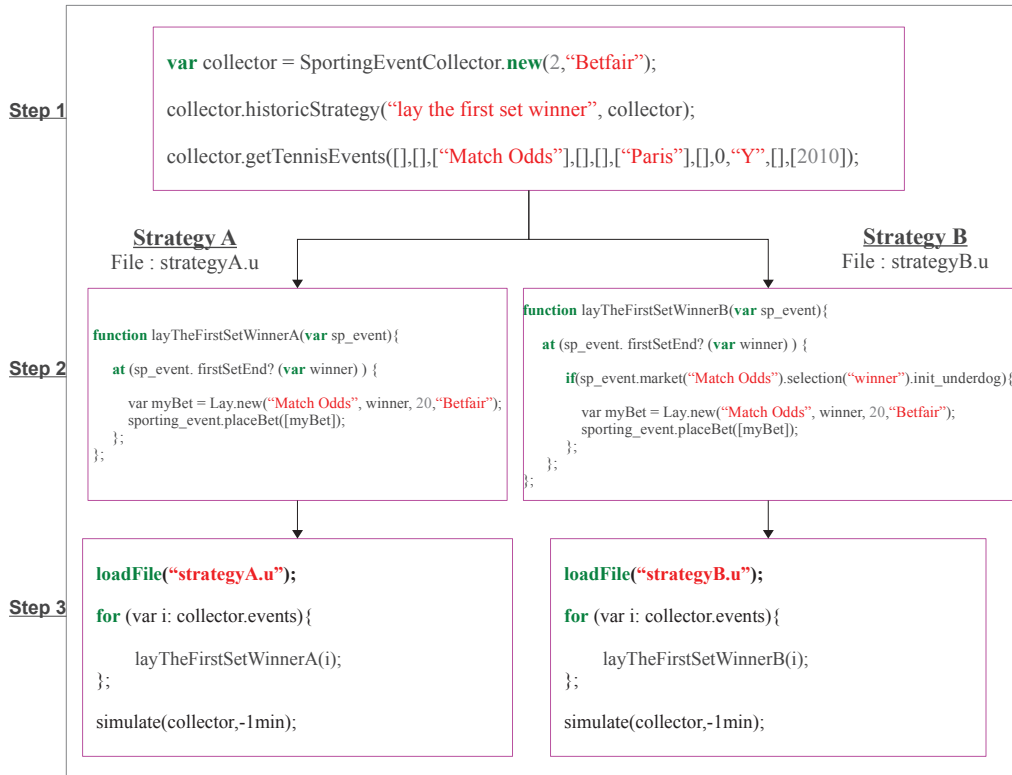 Step 1
var collector = SportingEventCollector.new(2,“Betfair”);
collector.historicStrategy(“lay the first set winner”, collector);
collector.getTennisEvents([],[],[“Match Odds”],[],[],[“Paris”],[],0,“Y”,[],[2010]);
Strategy A
File : strategyA.u
Strategy B
File : strategyB.u
Step 2
function layTheFirstSetWinnerA(var sp_event){
at (sp_event. firstSetEnd? (var winner) ) {
var myBet = Lay.new(“Match Odds”, winner, 20,“Betfair”);
sporting_event.placeBet([myBet]);
};
};
function layTheFirstSetWinnerB(var sp_event){
at (sp_event. firstSetEnd? (var winner) ) {
if(sp_event.market(“Match Odds”).selection(“winner”).init_underdog){
var myBet = Lay.new(“Match Odds”, winner, 20,“Betfair”);
sporting_event.placeBet([myBet]);
};
};
};
Step 3
loadFile(“strategyA.u”);
for (var i: collector.events){
layTheFirstSetWinnerA(i);
};
simulate(collector,-1min);
loadFile(“strategyB.u”);
for (var i: collector.events){
layTheFirstSetWinnerB(i);
};
simulate(collector,-1min);